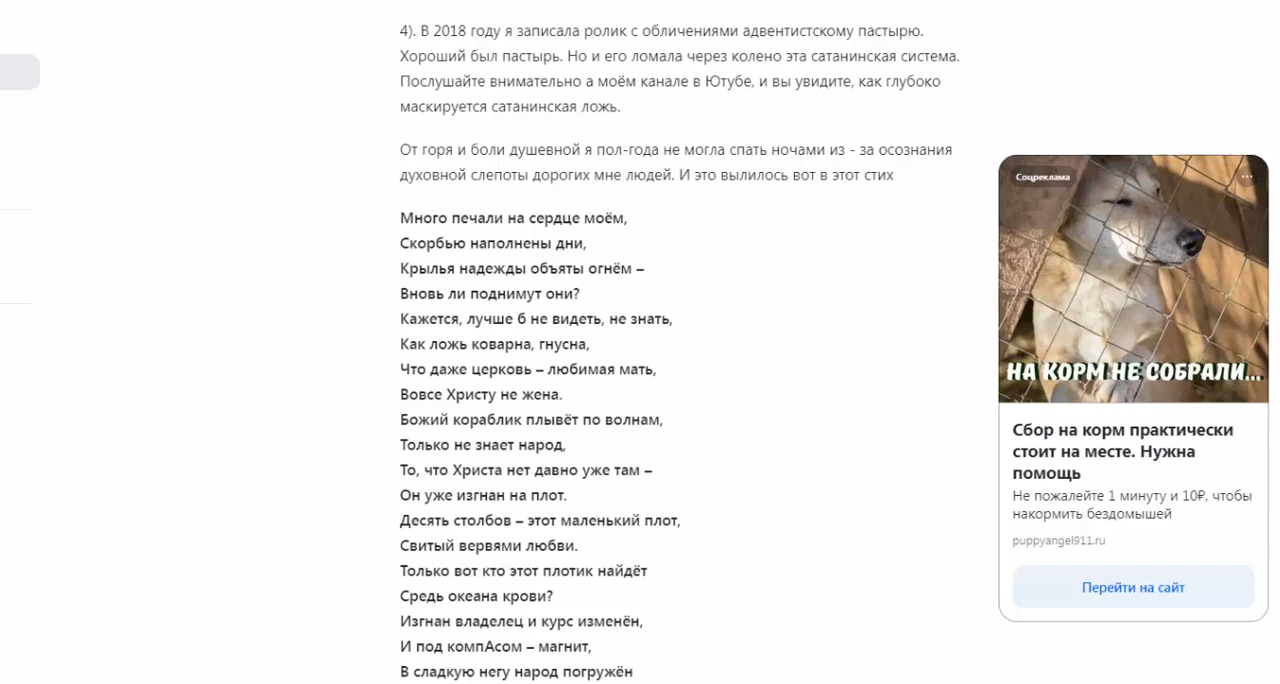 4). В 2018 году я записала ролик с обличениями адвентистскому пастырю.
Хороший был пастырь. Но и его ломала через колено эта сатанинская система.
Послушайте внимательно а моём канале в Ютубе, и вы увидите, как глубоко
маскируется сатанинская ложь.
От горя и боли душевной я пол-года не могла спать ночами из - за осознания
духовной слепоты дорогих мне людей. И это вылилось вот в этот стих
Много печали на сердце моём,
Скорбью наполнены дни,
Крылья надежды объяты огнём –
Вновь ли поднимут они?
Кажется, лучше б не видеть, не знать,
Как ложь коварна, гнусна,
Что даже церковь – любимая мать,
Вовсе Христу не жена.
Божий кораблик плывёт по волнам,
Только не знает народ,
То, что Христа нет давно уже там –
Он уже изгнан на плот.
Десять столбов – этот маленький плот,
Свитый вервями любви.
Только вот кто этот плотик найдёт
Средь океана крови?
Изгнан владелец и курс изменён,
И под компАсом – магнит,
В сладкую негу народ погружён
Соцреклама
НА КОРМ НЕ СОБРАЛИ...
Сбор на корм практически
стоит на месте. Нужна
помощь
Не пожалейте 1 минуту и 10₽, чтобы
накормить бездомышей
puppyangel911.ru
Перейти на сайт